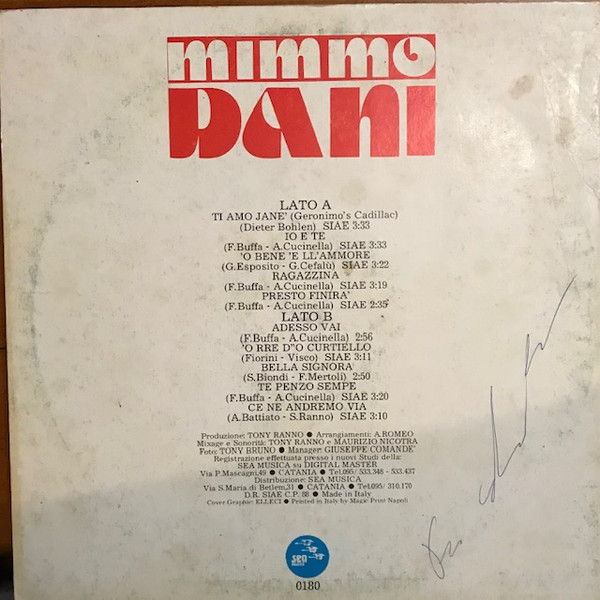 mimmo
DANI
LATO A
TI AMO JANE' (Geronimo's Cadillac)
(Dieter Bohlen) SIAE 3:33
IO E TE
(F.Buffa - A.Cucinella) SIAE 3:33
'O BENE 'E LL'AMMORE
(G.Esposito - G.Cefalù) SIAE 3:22
RAGAZZINA
(F.Buffa - A.Cucinella) SIAE 3:19
PRESTO FINIRA'
(F.Buffa - A.Cucinella) SIAE 2:35
LATO B
ADESSO VAI
(F.Buffa - A.Cucinella) 2:56
'O RRE D''O CURTIELLO
(Fiorini - Visco) SIAE 3:11
BELLA SIGNORA
(S.Biondi - F.Mertoli) 2:50
TE PENZO SEMPE
(F.Buffa - A.Cucinella) SIAE 3:20
CE NE ANDREMO VIA
(A.Battiato - S.Ranno) SIAE 3:10
Produzione: TONY RANNO ● Arrangiamenti: A.ROMEO
Mixage e Sonorità: TONY RANNO E MAURIZIO NICOTRA
Foto: TONY BRUNO ● Manager: GIUSEPPE COMANDE'
Registrazione effettuata presso i nuovi Studi della:
SEA MUSICA su DIGITAL MASTER
Via P.Mascagni,49 ● CATANIA ● Tel.095/ 533.348 - 533.437
Distribuzione: SEA MUSICA
Via S.Maria.di Betlem,31 ● CATANIA ● Tel.095/ 310.170
D.R. SIAE C.P. 88 ● Made in Italy
Cover Graphic: ELLECI ● Printed in Italy by Magic Print Napoli
sea
musica
0180